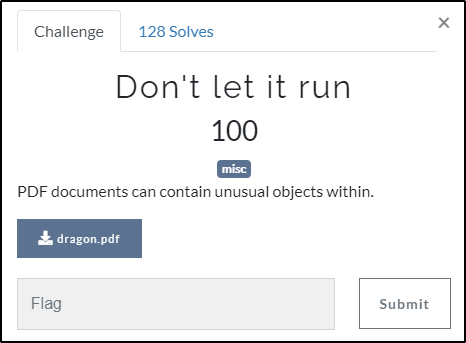 Challenge
128 Solves
×
Don't let it run
100
misc
PDF documents can contain unusual objects within.
dragon.pdf
Flag
Submit